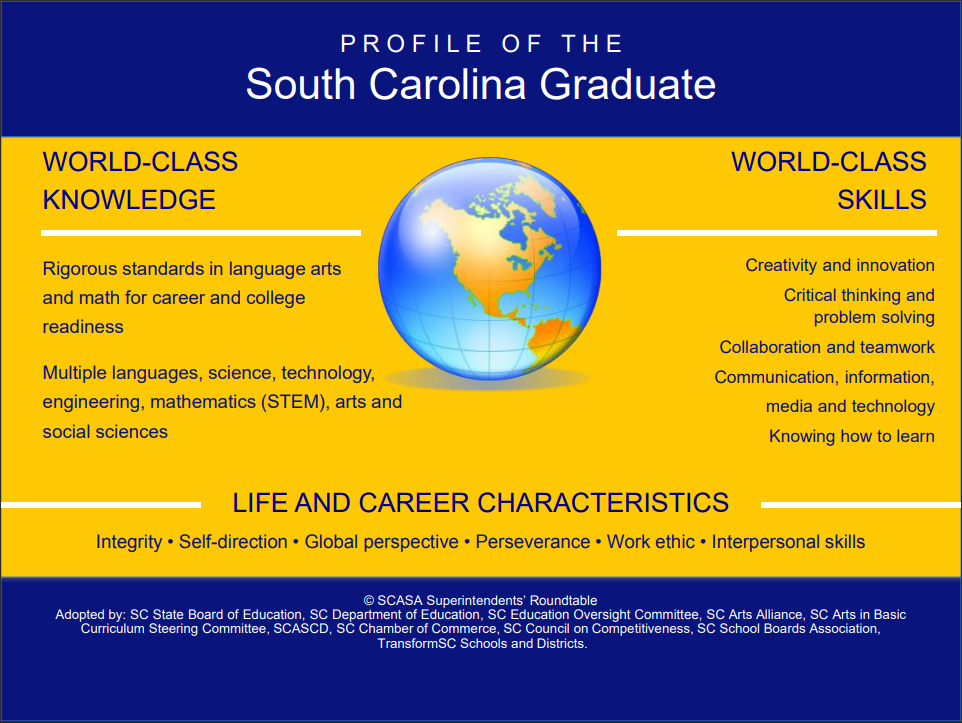 PROFILE OF THE
South Carolina Graduate
WORLD-CLASS
KNOWLEDGE
Rigorous standards in language arts
and math for career and college
readiness
Multiple languages, science, technology,
engineering, mathematics (STEM), arts and
social sciences
WORLD-CLASS
SKILLS
Creativity and innovation
Critical thinking and
problem solving
Collaboration and teamwork
Communication, information,
media and technology
Knowing how to learn
LIFE AND CAREER CHARACTERISTICS
Integrity • Self-direction • Global perspective • Perseverance • Work ethic • Interpersonal skills
© SCASA Superintendents’ Roundtable
Adopted by: SC State Board of Education, SC Department of Education, SC Education Oversight Committee, SC Arts Alliance, SC Arts in Basic
Curriculum Steering Committee, SCASCD, SC Chamber of Commerce, SC Council on Competitiveness, SC School Boards Association,
TransformSC Schools and Districts.